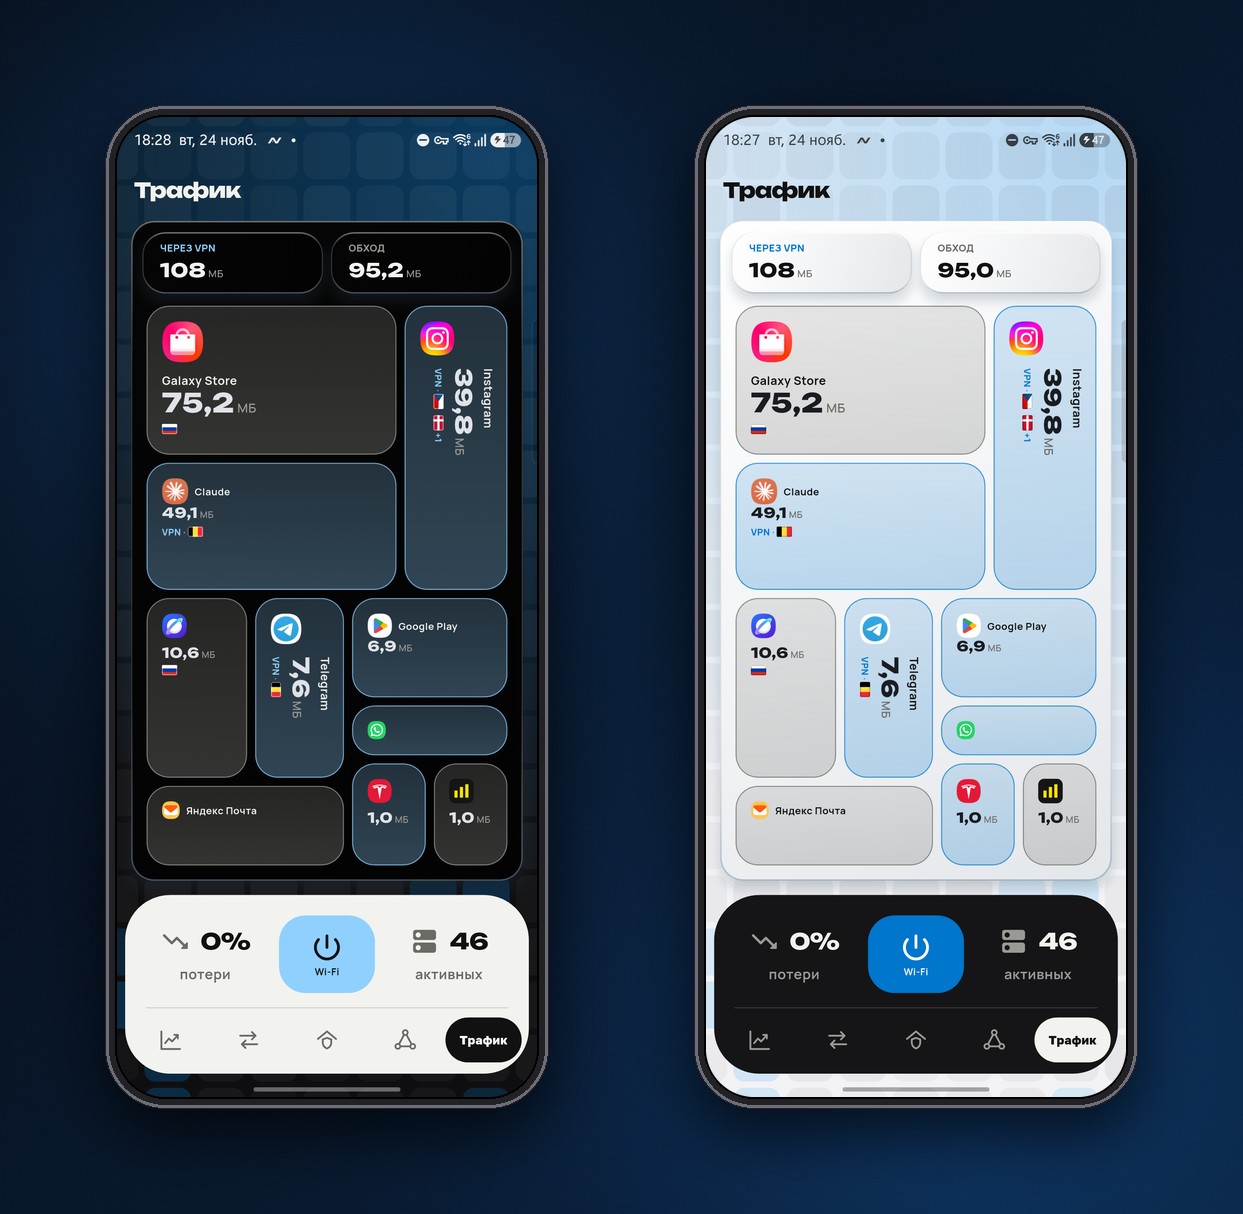 18:28 вт, 24 нояб.
47
Трафик
ЧЕРЕЗ VPN
108 МБ
ОБХОД
95,2 МБ
Galaxy Store
75,2 МБ
Instagram
39,8 МБ
VPN · +1
Claude
49,1 МБ
VPN ·
10,6 МБ
Telegram
7,6 МБ
VPN ·
Google Play
6,9 МБ
Яндекс Почта
1,0 МБ
1,0 МБ
0%
потери
Wi-Fi
46
активных
Трафик
18:27 вт, 24 нояб.
47
Трафик
ЧЕРЕЗ VPN
108 МБ
ОБХОД
95,0 МБ
Galaxy Store
75,2 МБ
Instagram
39,8 МБ
VPN · +1
Claude
49,1 МБ
VPN ·
10,6 МБ
Telegram
7,6 МБ
VPN ·
Google Play
6,9 МБ
Яндекс Почта
1,0 МБ
1,0 МБ
0%
потери
Wi-Fi
46
активных
Трафик